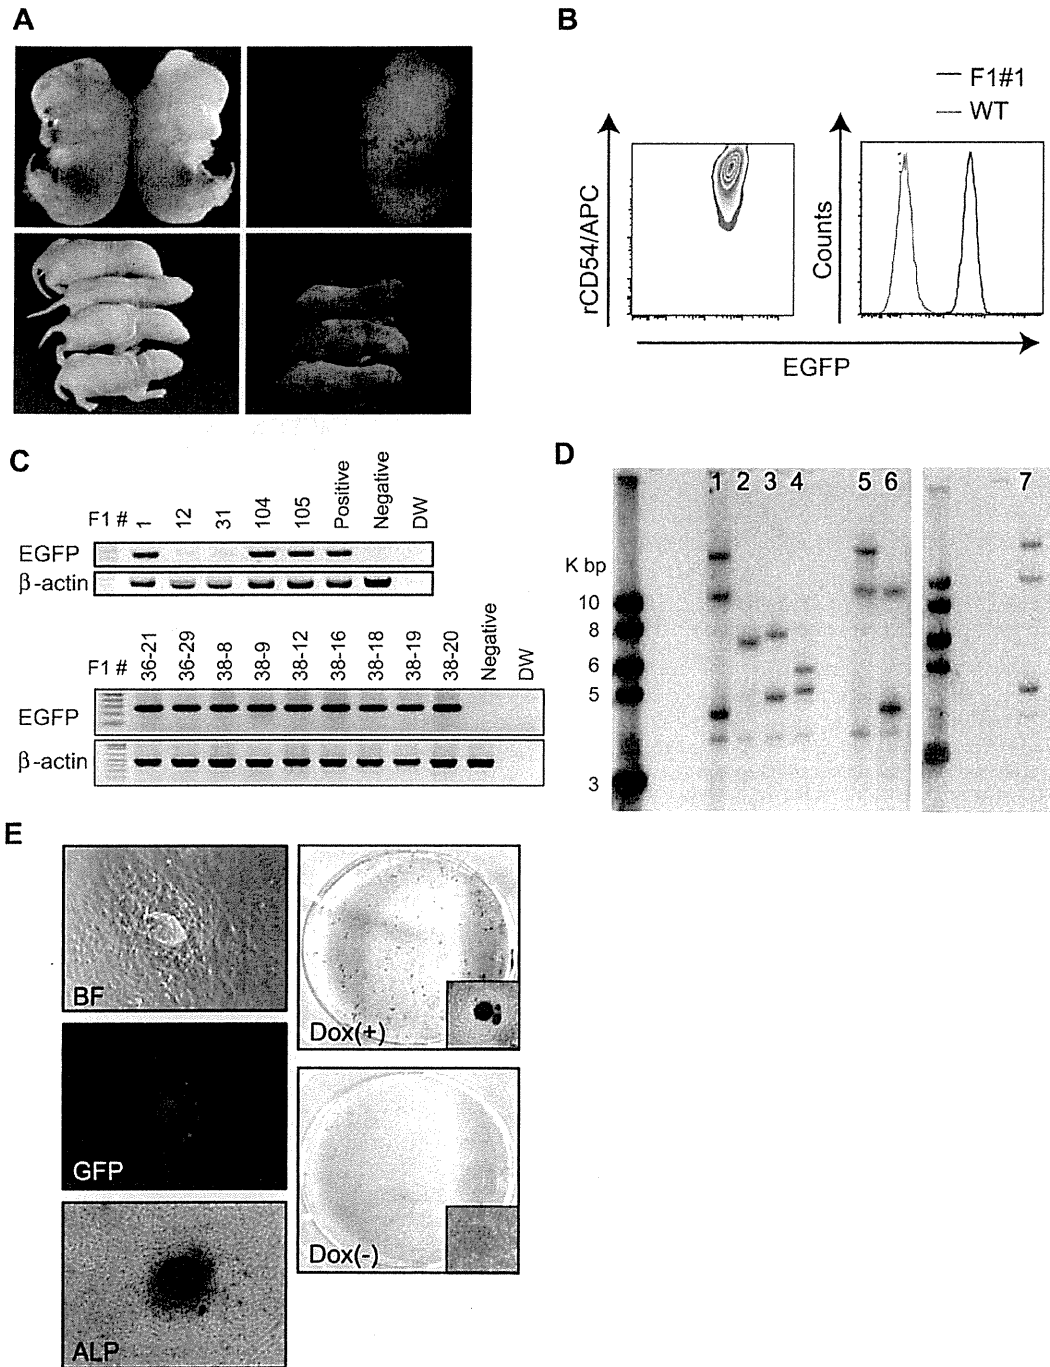 A
B
F1#1
WT
rCD54/APC
Counts
EGFP
C
F1 # 1 12 31 104 105 Positive Negative DW
EGFP
β-actin
F1 # 36-21 36-29 38-8 38-9 38-12 38-16 38-18 38-19 38-20 Negative DW
EGFP
β-actin
D
1 2 3 4 5 6 7
K bp
10
8
6
5
3
E
BF
Dox(+)
GFP
Dox(-)
ALP